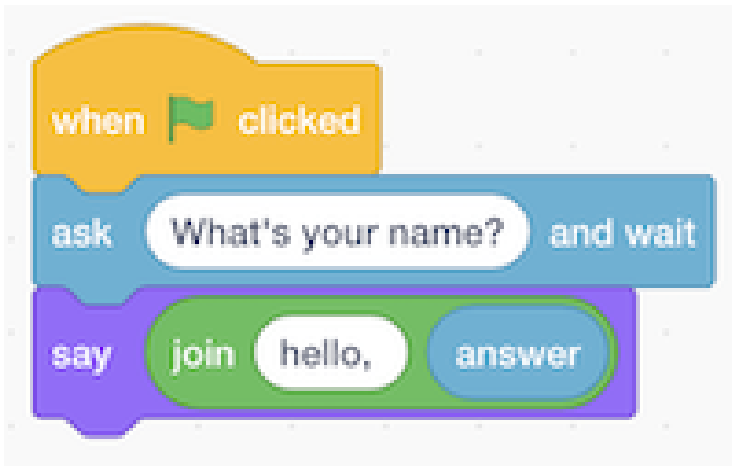 when clicked
ask What's your name? and wait
say join hello, answer